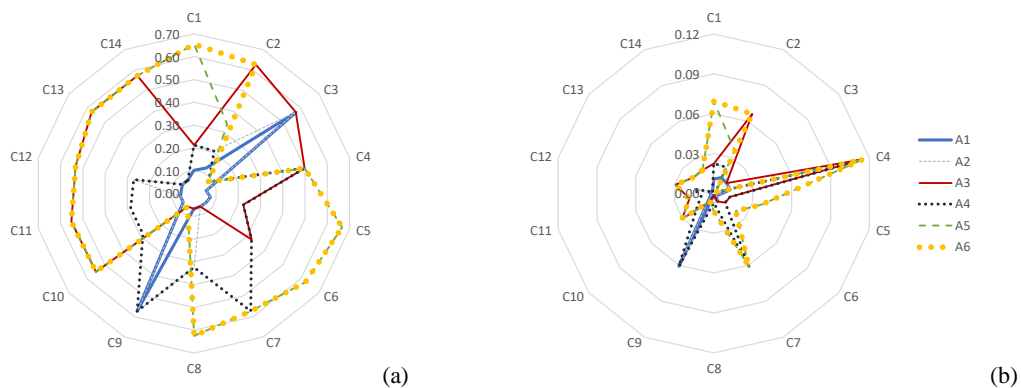 C1
C2
C3
C4
C5
C6
C7
C8
C9
C10
C11
C12
C13
C14
0.70
0.60
0.50
0.40
0.30
0.20
0.10
0.00
(a)
C1
C2
C3
C4
C5
C6
C7
C8
C9
C10
C11
C12
C13
C14
0.12
0.09
0.06
0.03
0.00
(b)
A1
A2
A3
A4
A5
A6